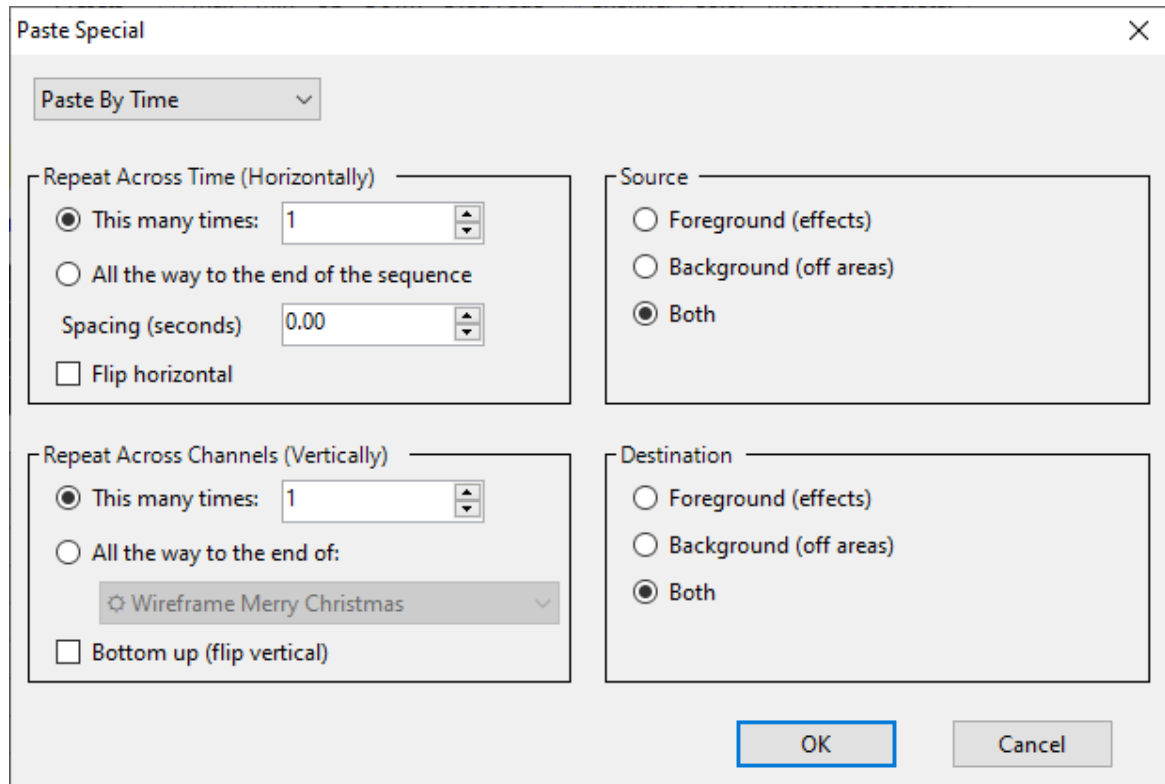 Paste Special
Paste By Time
Repeat Across Time (Horizontally)
This many times: 1
All the way to the end of the sequence
Spacing (seconds) 0.00
Flip horizontal
Source
Foreground (effects)
Background (off areas)
Both
Repeat Across Channels (Vertically)
This many times: 1
All the way to the end of:
Wireframe Merry Christmas
Bottom up (flip vertical)
Destination
Foreground (effects)
Background (off areas)
Both
OK
Cancel